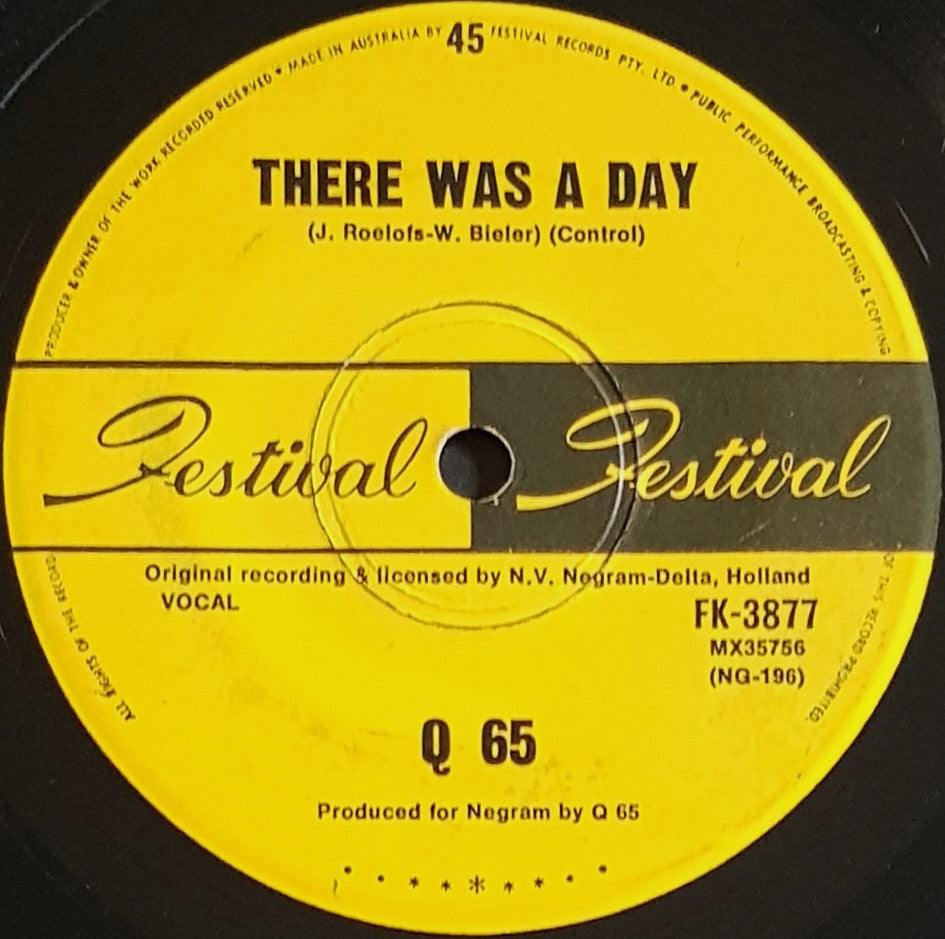 PRODUCER & OWNER OF THE WORK RECORDED RESERVED • MADE IN AUSTRALIA BY
45
FESTIVAL RECORDS PTY. LTD • PUBLIC PERFORMANCE BROADCASTING & COPYING
THERE WAS A DAY
(J. Roelofs-W. Bieler) (Control)
Festival Festival
Original recording & licensed by N.V. Negram-Delta, Holland
VOCAL
FK-3877
MX35756
(NG-196)
ALL RIGHTS OF THE RECORD
OF THIS RECORD PROHIBITED.
Q 65
Produced for Negram by Q 65